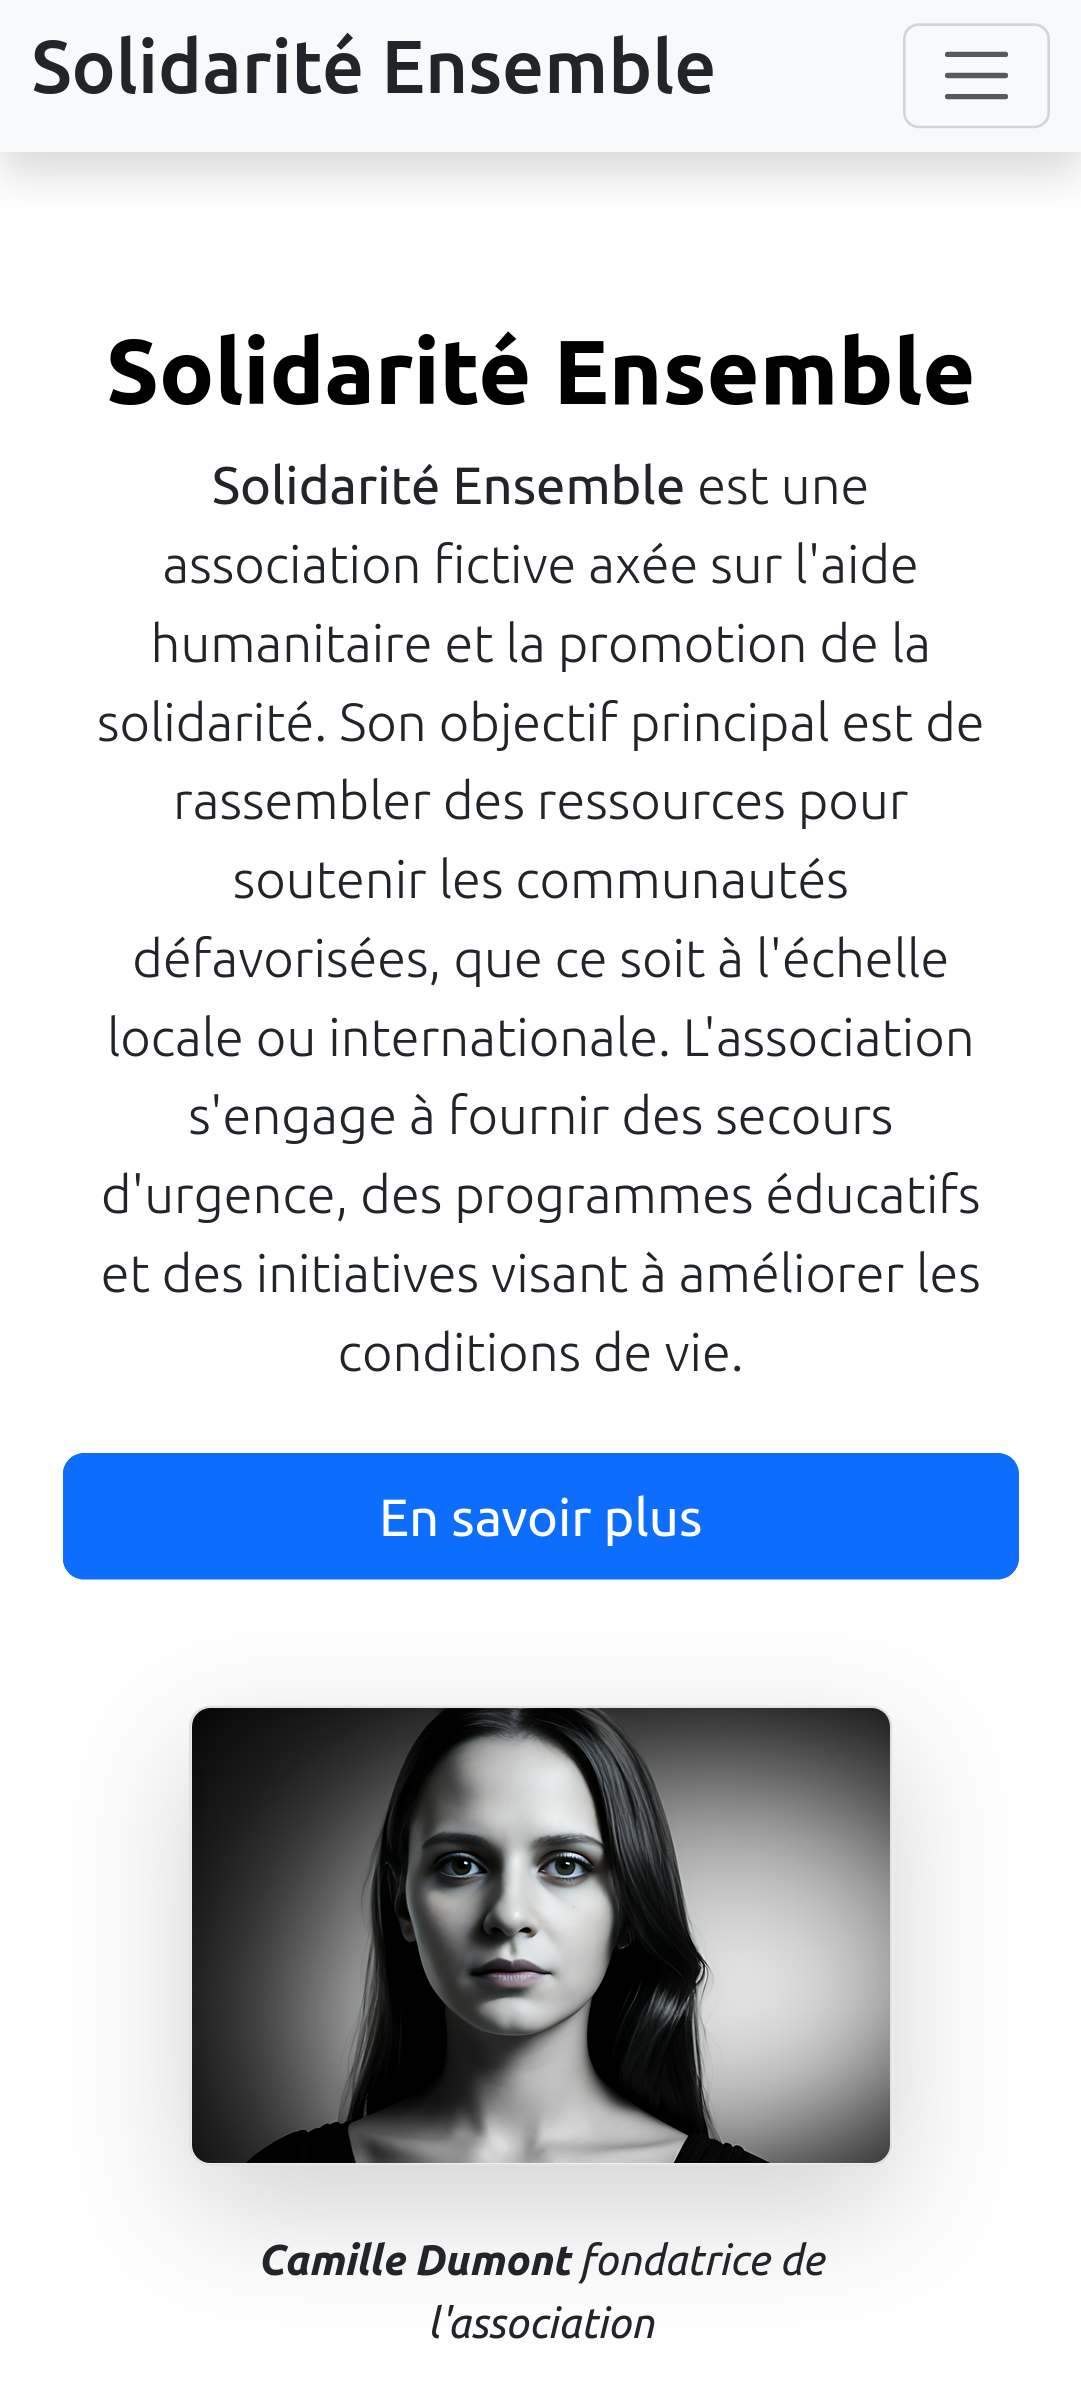 Solidarité Ensemble
Solidarité Ensemble
Solidarité Ensemble est une
association fictive axée sur l'aide
humanitaire et la promotion de la
solidarité. Son objectif principal est de
rassembler des ressources pour
soutenir les communautés
défavorisées, que ce soit à l'échelle
locale ou internationale. L'association
s'engage à fournir des secours
d'urgence, des programmes éducatifs
et des initiatives visant à améliorer les
conditions de vie.
En savoir plus
Camille Dumont fondatrice de
l'association